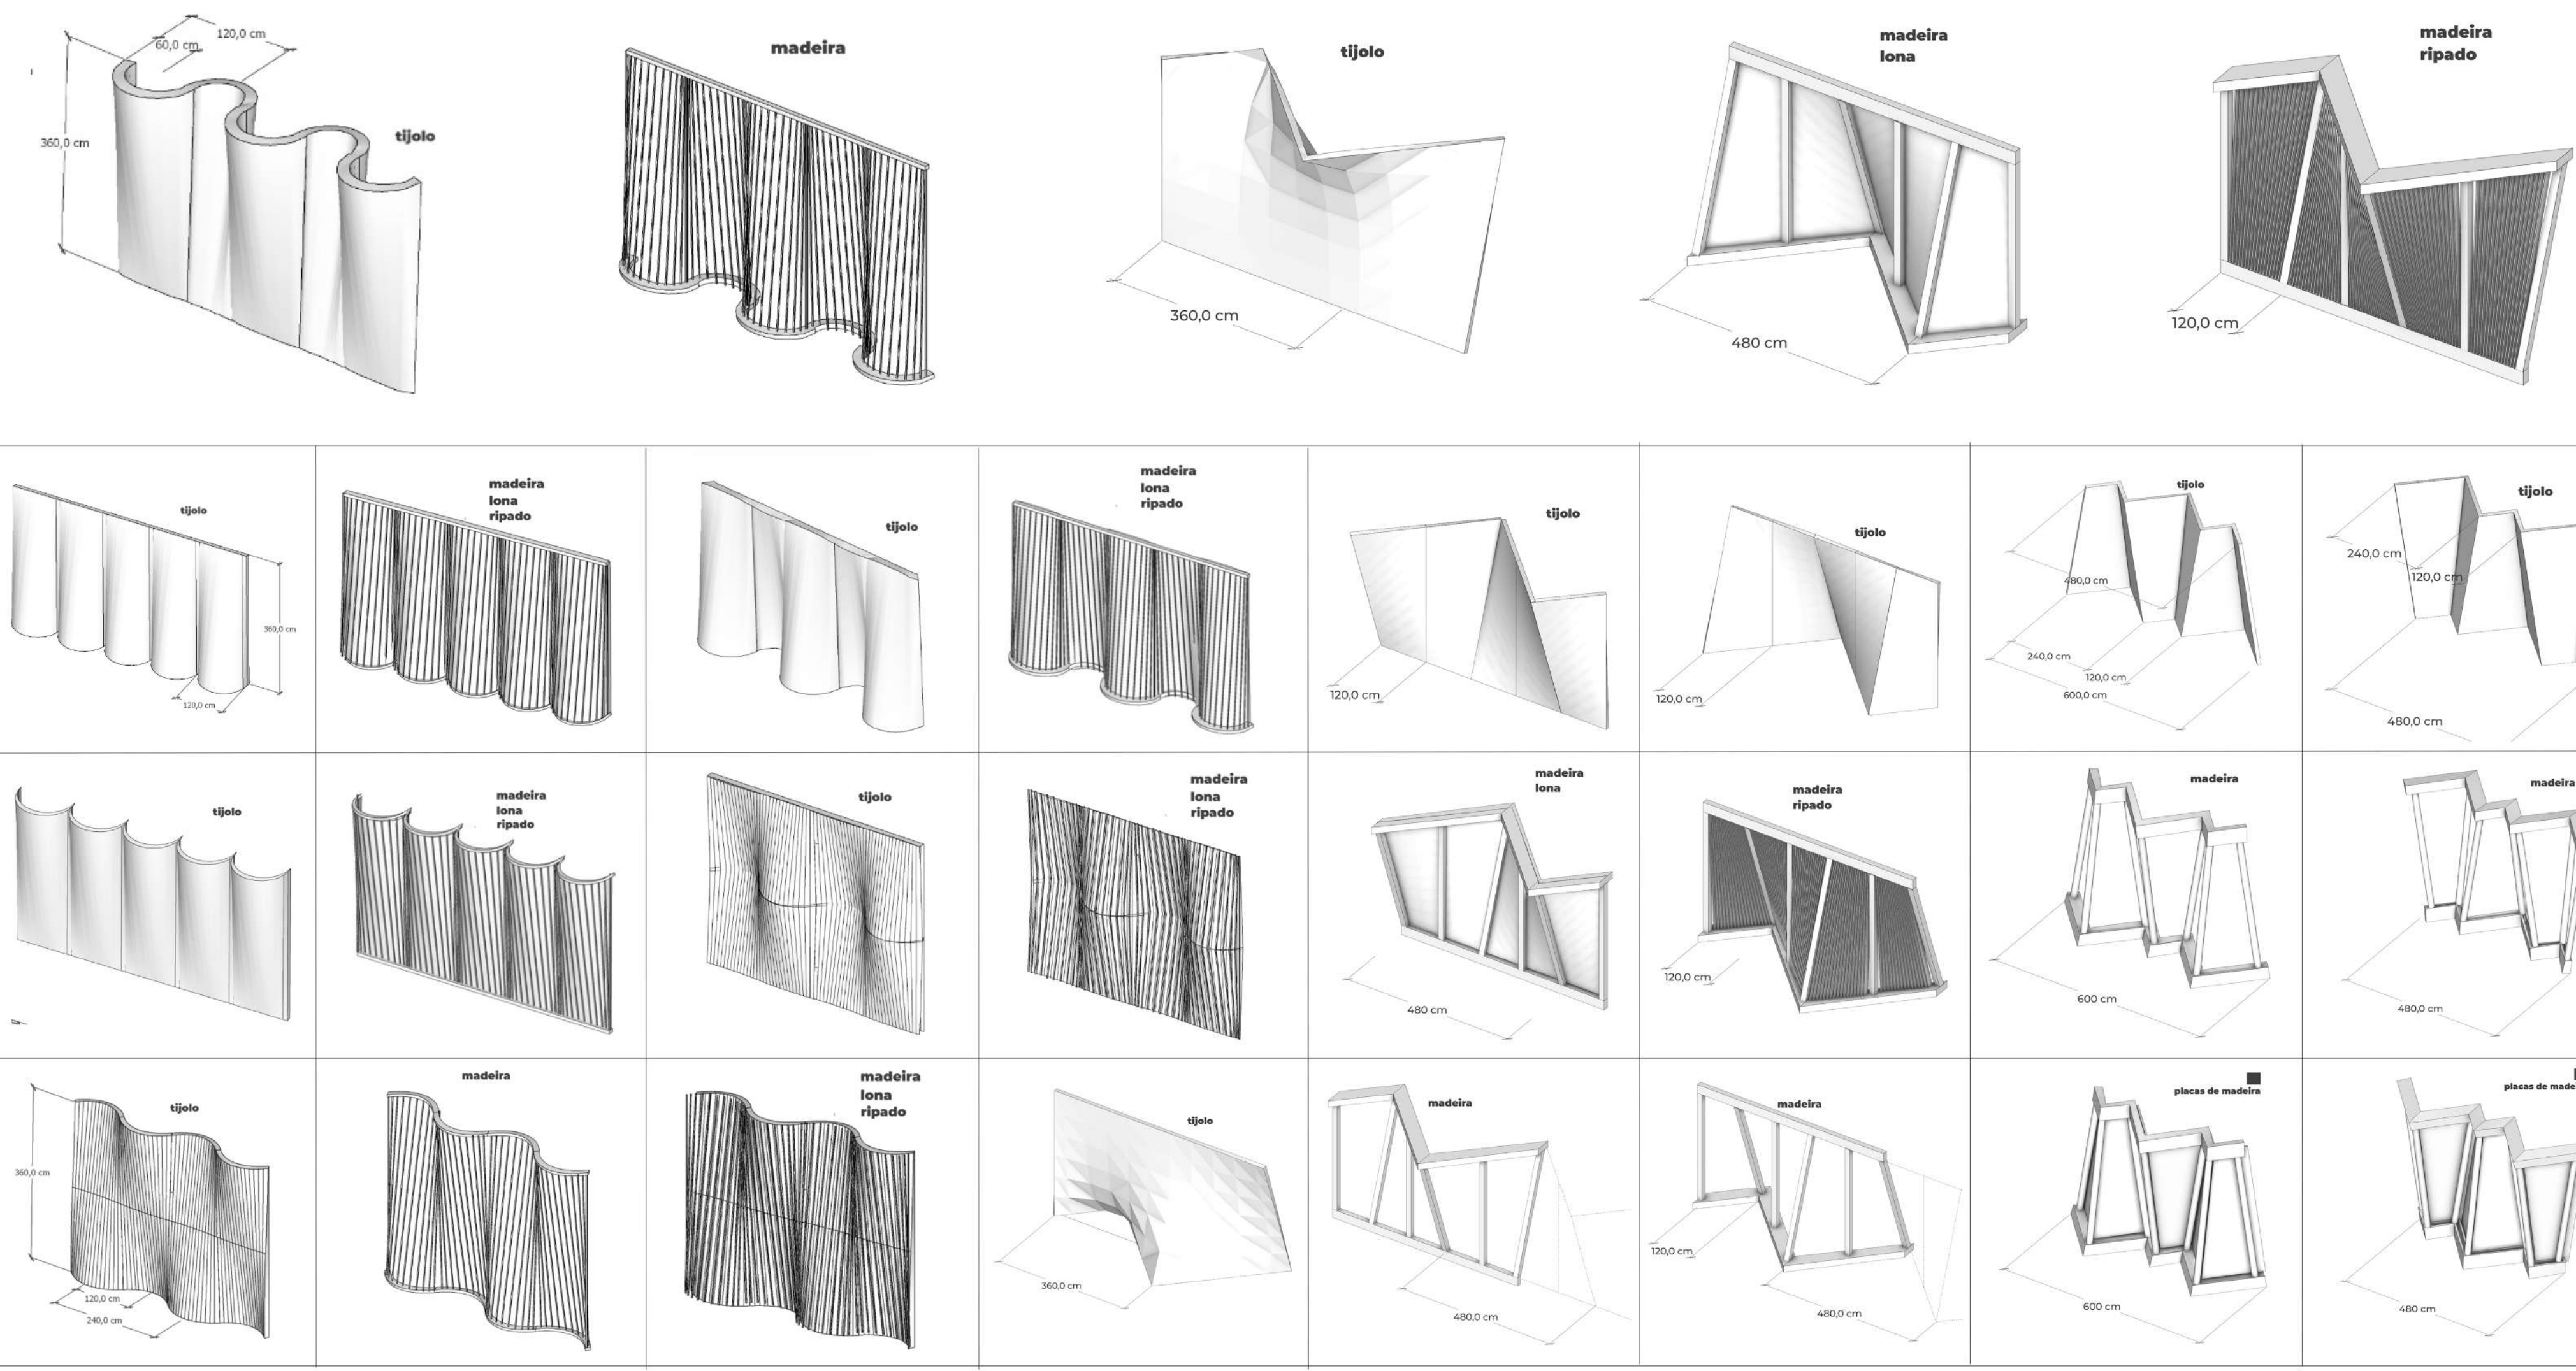 60,0 cm
120,0 cm
360,0 cm
tijolo
madeira
tijolo
360,0 cm
madeira
lona
480 cm
madeira
ripado
120,0 cm
tijolo
360,0 cm
120,0 cm
madeira
lona
ripado
tijolo
madeira
lona
ripado
tijolo
120,0 cm
tijolo
120,0 cm
tijolo
480,0 cm
240,0 cm
120,0 cm
600,0 cm
tijolo
240,0 cm
120,0 cm
480,0 cm
tijolo
madeira
lona
ripado
tijolo
madeira
lona
ripado
madeira
lona
480 cm
madeira
ripado
120,0 cm
madeira
600 cm
madeira
480,0 cm
tijolo
360,0 cm
120,0 cm
240,0 cm
madeira
madeira
lona
ripado
tijolo
360,0 cm
madeira
480,0 cm
madeira
120,0 cm
480,0 cm
placas de madeira
600 cm
placas de made
480 cm